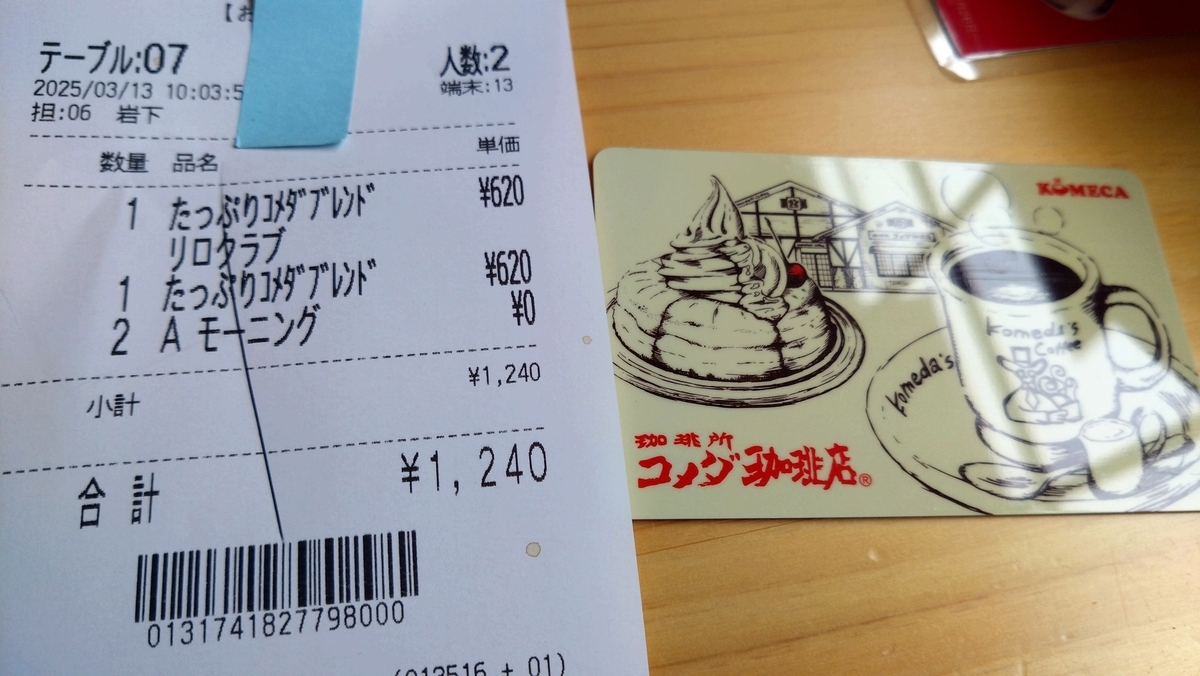 【お
テーブル:07 人数:2
2025/03/13 10:03:5 端末:13
担:06 岩下
数量 品名 単価
1 たっぷりｺﾒﾀﾞﾌﾞﾚﾝﾄﾞ ¥620
リロクラブ
1 たっぷりｺﾒﾀﾞﾌﾞﾚﾝﾄﾞ ¥620
2 A モーニング ¥0
小計 ¥1,240
合計 ¥1,240
0131741827798000
(013516 + 01)
KOMECA
Komeda's
Coffee
Komeda's
珈琲所
コメダ珈琲店®